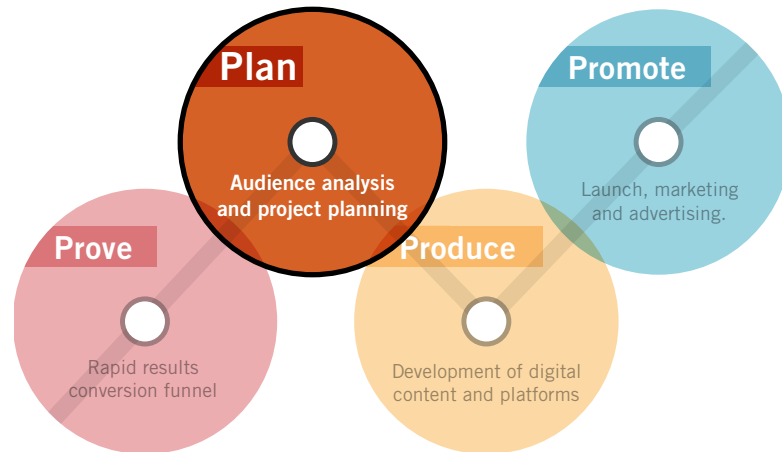 Prove
Rapid results
conversion funnel
Plan
Audience analysis
and project planning
Produce
Development of digital
content and platforms
Promote
Launch, marketing
and advertising.